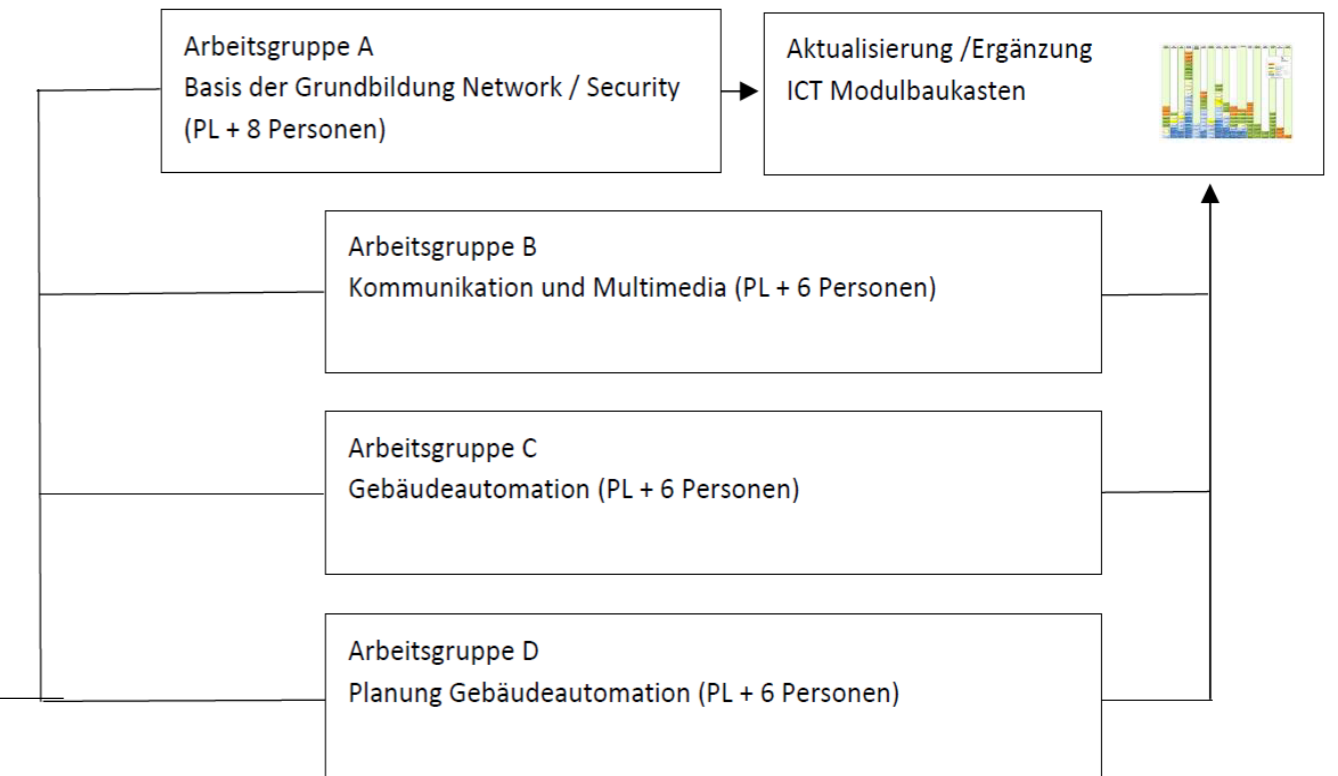 Arbeitsgruppe A
Basis der Grundbildung Network / Security
(PL + 8 Personen)
Aktualisierung /Ergänzung
ICT Modulbaukasten
Arbeitsgruppe B
Kommunikation und Multimedia (PL + 6 Personen)
Arbeitsgruppe C
Gebäudeautomation (PL + 6 Personen)
Arbeitsgruppe D
Planung Gebäudeautomation (PL + 6 Personen)